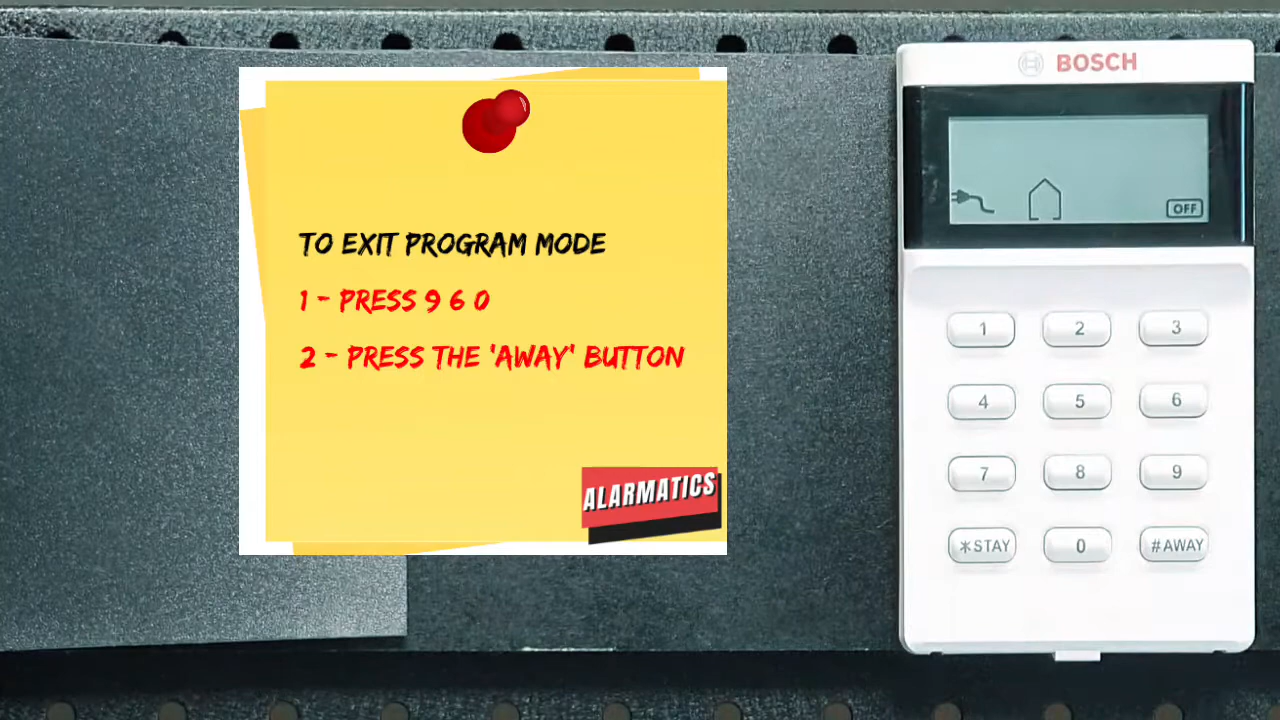 BOSCH
OFF
TO EXIT PROGRAM MODE
1 - PRESS 9 6 0
2 - PRESS THE 'AWAY' BUTTON
ALARMATICS
1 2 3
4 5 6
7 8 9
*STAY 0 #AWAY